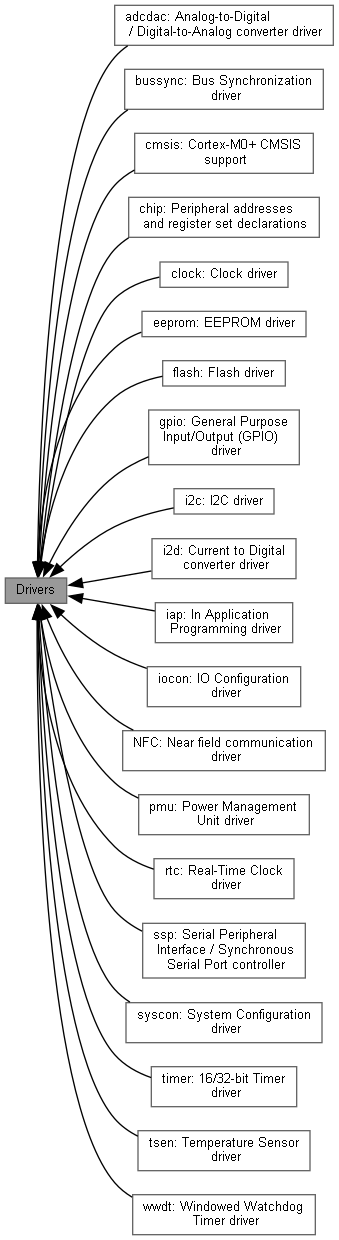 adcdac: Analog-to-Digital
/ Digital-to-Analog converter driver
bussync: Bus Synchronization
driver
cmsis: Cortex-M0+ CMSIS
support
chip: Peripheral addresses
and register set declarations
clock: Clock driver
eeprom: EEPROM driver
flash: Flash driver
gpio: General Purpose
Input/Output (GPIO)
driver
i2c: I2C driver
i2d: Current to Digital
converter driver
Drivers
iap: In Application
Programming driver
iocon: IO Configuration
driver
NFC: Near field communication
driver
pmu: Power Management
Unit driver
rtc: Real-Time Clock
driver
ssp: Serial Peripheral
Interface / Synchronous
Serial Port controller
syscon: System Configuration
driver
timer: 16/32-bit Timer
driver
tsen: Temperature Sensor
driver
wwdt: Windowed Watchdog
Timer driver